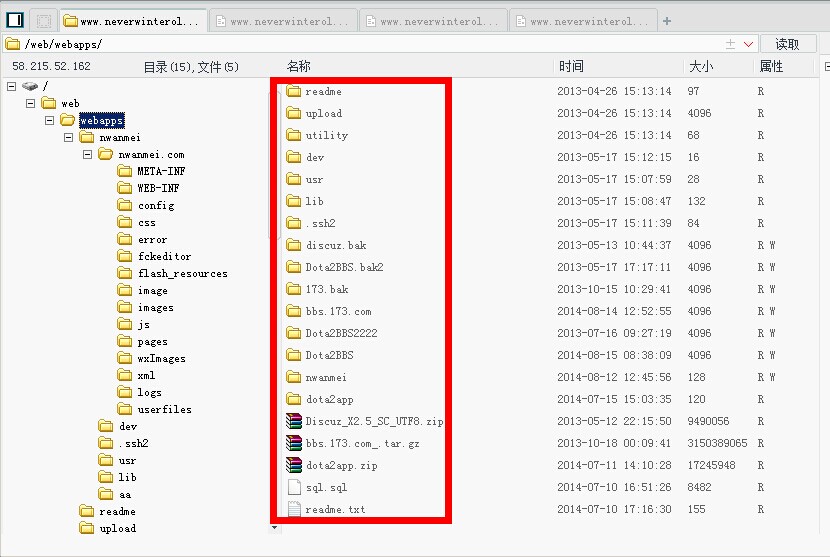 www.neverwinterol... www.neverwinterol... www.neverwinterol... www.neverwinterol...
/web/webapps/ 读取
58.215.52.162 目录(15),文件(5) 名称 时间 大小 属性
/
web
webapps
nwanmei
nwanmei.com
META-INF
WEB-INF
config
css
error
fckeditor
flash_resources
image
images
js
pages
wxImages
xml
logs
userfiles
dev
.ssh2
usr
lib
aa
readme
upload
readme 2013-04-26 15:13:14 97 R
upload 2013-04-26 15:13:14 4096 R
utility 2013-04-26 15:13:14 68 R
dev 2013-05-17 15:12:15 16 R
usr 2013-05-17 15:07:59 28 R
lib 2013-05-17 15:08:47 132 R
.ssh2 2013-05-17 15:11:39 84 R
discuz.bak 2013-05-13 10:44:37 4096 R W
Dota2BBS.bak2 2013-05-17 17:17:11 4096 R W
173.bak 2013-10-15 10:29:41 4096 R W
bbs.173.com 2014-08-14 12:52:55 4096 R W
Dota2BBS2222 2013-07-16 09:27:19 4096 R W
Dota2BBS 2014-08-15 08:38:09 4096 R W
nwanmei 2014-08-12 12:45:56 128 R W
dota2app 2014-07-15 15:03:35 120 R
Discuz_X2.5_SC_UTF8.zip 2013-05-12 22:15:50 9490056 R
bbs.173.com_.tar.gz 2013-10-18 00:09:41 3150389065 R
dota2app.zip 2014-07-11 14:10:28 17245948 R
sql.sql 2014-07-10 16:51:26 8482 R
readme.txt 2014-07-10 17:16:30 155 R